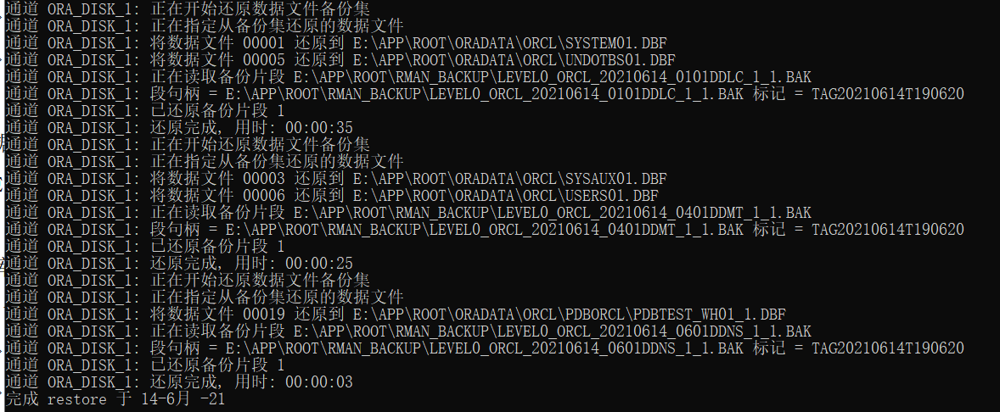 通道 ORA_DISK_1: 正在开始还原数据文件备份集
通道 ORA_DISK_1: 正在指定从备份集还原的数据文件
通道 ORA_DISK_1: 将数据文件 00001 还原到 E:\APP\ROOT\ORADATA\ORCL\SYSTEM01.DBF
通道 ORA_DISK_1: 将数据文件 00005 还原到 E:\APP\ROOT\ORADATA\ORCL\UNDOTBS01.DBF
通道 ORA_DISK_1: 正在读取备份片段 E:\APP\ROOT\RMAN_BACKUP\LEVEL0_ORCL_20210614_0101DDLC_1_1.BAK
通道 ORA_DISK_1: 段句柄 = E:\APP\ROOT\RMAN_BACKUP\LEVEL0_ORCL_20210614_0101DDLC_1_1.BAK 标记 = TAG20210614T190620
通道 ORA_DISK_1: 已还原备份片段 1
通道 ORA_DISK_1: 还原完成, 用时: 00:00:35
通道 ORA_DISK_1: 正在开始还原数据文件备份集
通道 ORA_DISK_1: 正在指定从备份集还原的数据文件
通道 ORA_DISK_1: 将数据文件 00003 还原到 E:\APP\ROOT\ORADATA\ORCL\SYSAUX01.DBF
通道 ORA_DISK_1: 将数据文件 00006 还原到 E:\APP\ROOT\ORADATA\ORCL\USERS01.DBF
通道 ORA_DISK_1: 正在读取备份片段 E:\APP\ROOT\RMAN_BACKUP\LEVEL0_ORCL_20210614_0401DDMT_1_1.BAK
通道 ORA_DISK_1: 段句柄 = E:\APP\ROOT\RMAN_BACKUP\LEVEL0_ORCL_20210614_0401DDMT_1_1.BAK 标记 = TAG20210614T190620
通道 ORA_DISK_1: 已还原备份片段 1
通道 ORA_DISK_1: 还原完成, 用时: 00:00:25
通道 ORA_DISK_1: 正在开始还原数据文件备份集
通道 ORA_DISK_1: 正在指定从备份集还原的数据文件
通道 ORA_DISK_1: 将数据文件 00019 还原到 E:\APP\ROOT\ORADATA\ORCL\PDBORCL\PDBTEST_WH01_1.DBF
通道 ORA_DISK_1: 正在读取备份片段 E:\APP\ROOT\RMAN_BACKUP\LEVEL0_ORCL_20210614_0601DDNS_1_1.BAK
通道 ORA_DISK_1: 段句柄 = E:\APP\ROOT\RMAN_BACKUP\LEVEL0_ORCL_20210614_0601DDNS_1_1.BAK 标记 = TAG20210614T190620
通道 ORA_DISK_1: 已还原备份片段 1
通道 ORA_DISK_1: 还原完成, 用时: 00:00:03
完成 restore 于 14-6月 -21